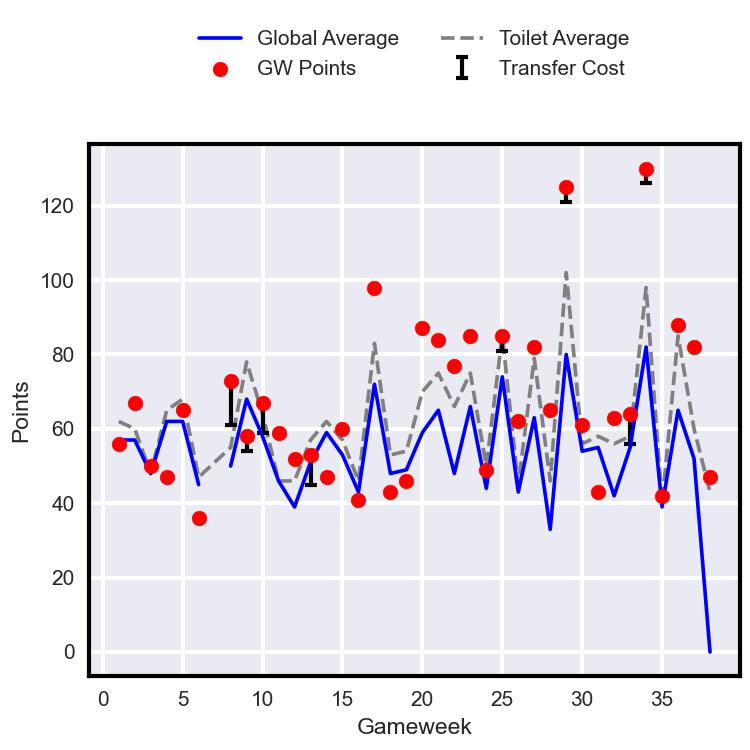 Global Average
Toilet Average
GW Points
Transfer Cost
120
100
80
60
40
20
0
Points
0 5 10 15 20 25 30 35
Gameweek